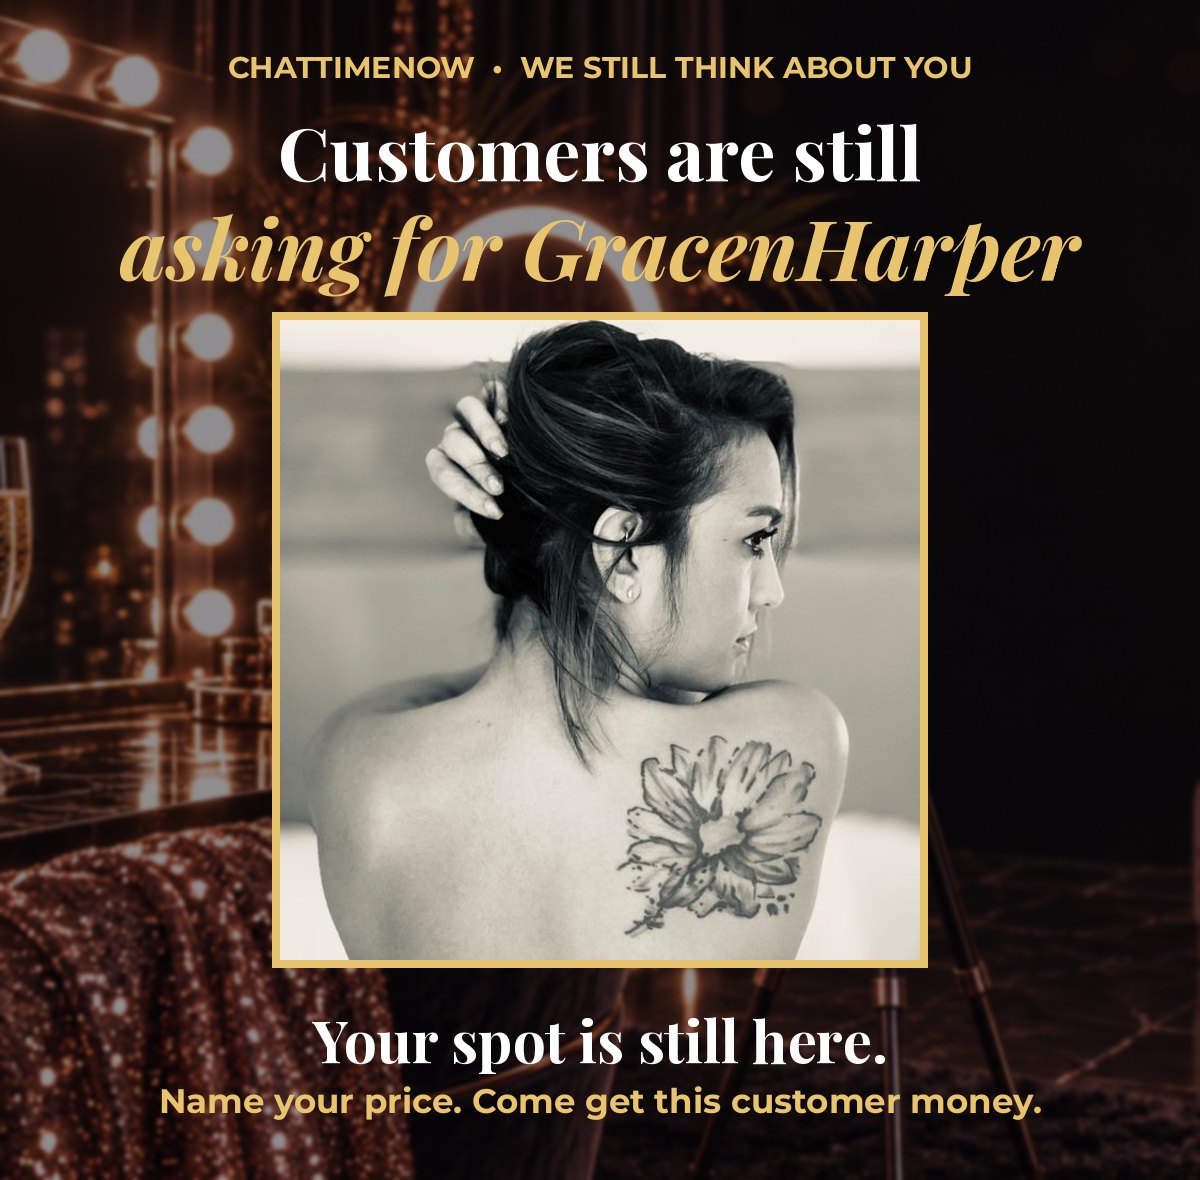 CHATTIMENOW • WE STILL THINK ABOUT YOU
Customers are still
asking for GracenHarper
Your spot is still here.
Name your price. Come get this customer money.